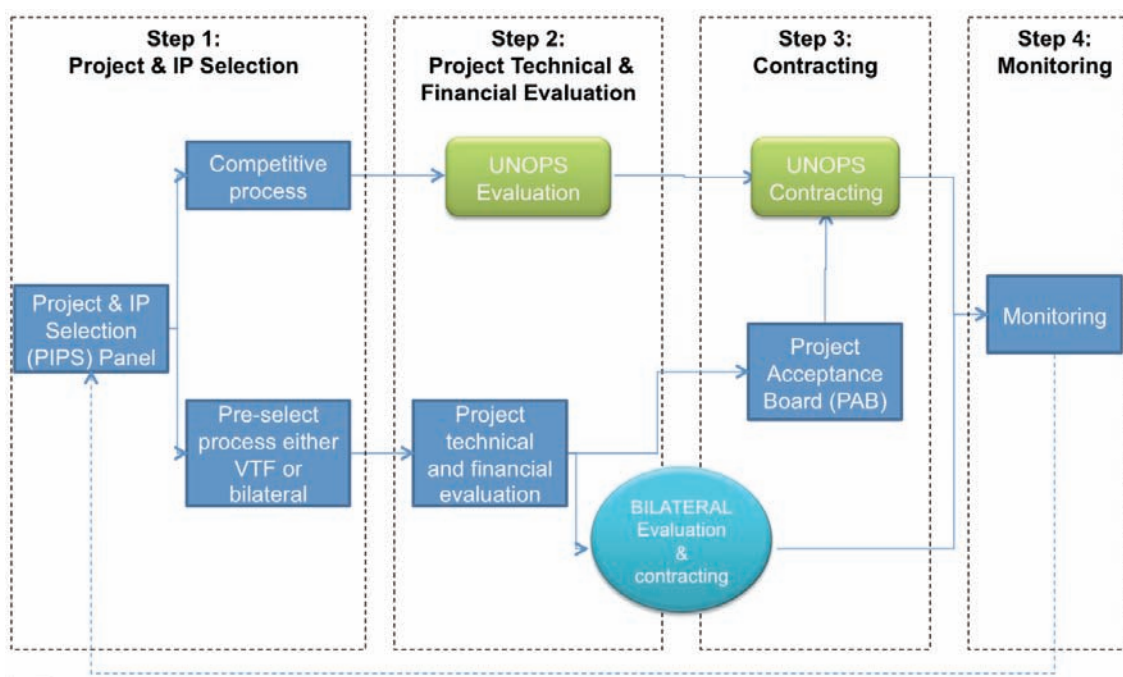 Step 1:
Project & IP Selection
Step 2:
Project Technical &
Financial Evaluation
Step 3:
Contracting
Step 4:
Monitoring
Competitive
process
UNOPS
Evaluation
UNOPS
Contracting
Project & IP
Selection
(PIPS) Panel
Monitoring
Project
Acceptance
Board (PAB)
Pre-select
process either
VTF or
bilateral
Project
technical
and financial
evaluation
BILATERAL
Evaluation
&
contracting